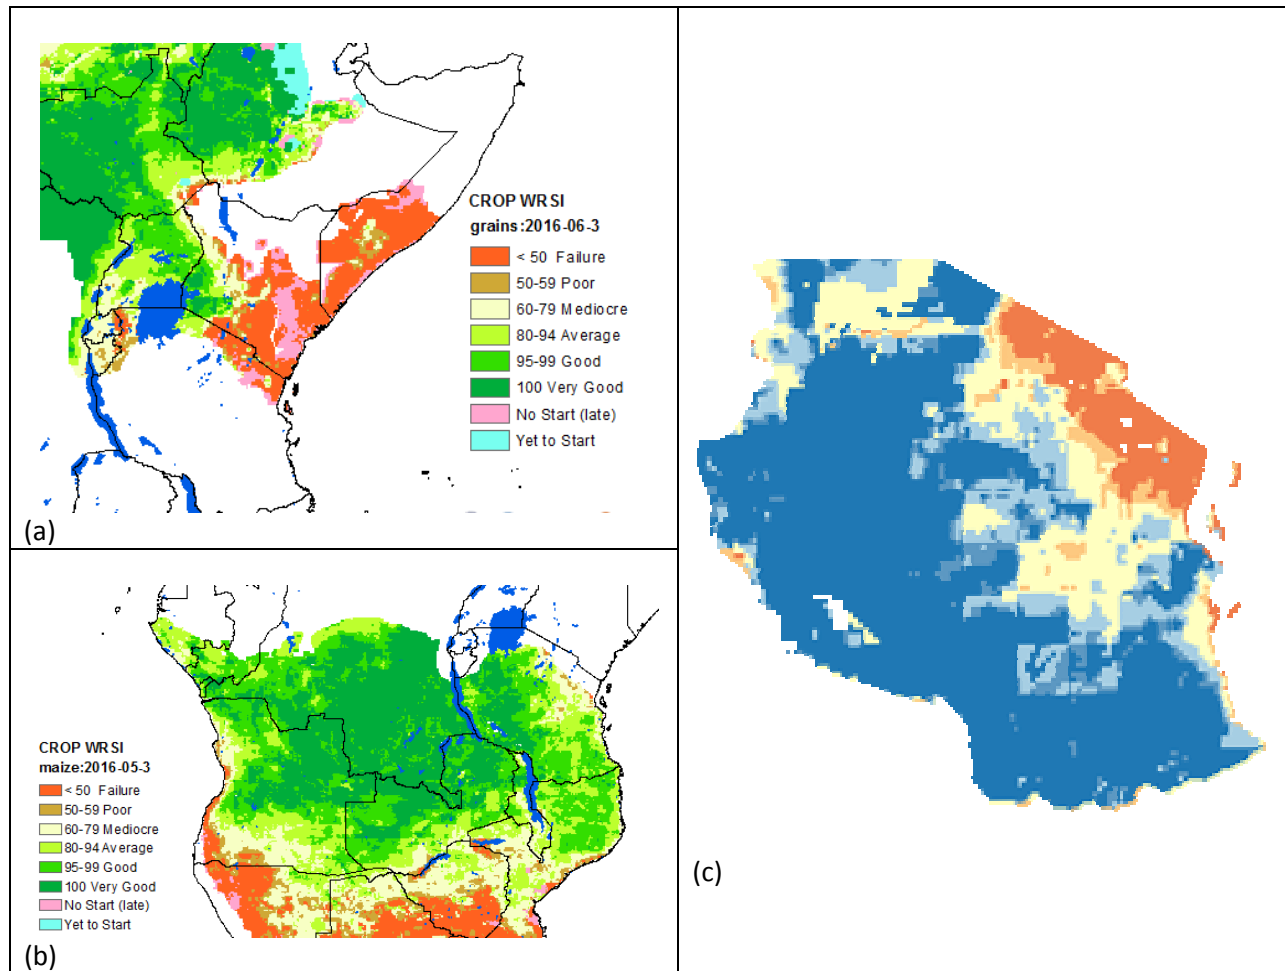 CROP WRSI
grains:2016-06-3
< 50 Failure
50-59 Poor
60-79 Mediocre
80-94 Average
95-99 Good
100 Very Good
No Start (late)
Yet to Start
(a)
CROP WRSI
maize:2016-05-3
< 50 Failure
50-59 Poor
60-79 Mediocre
80-94 Average
95-99 Good
100 Very Good
No Start (late)
Yet to Start
(b)
(c)